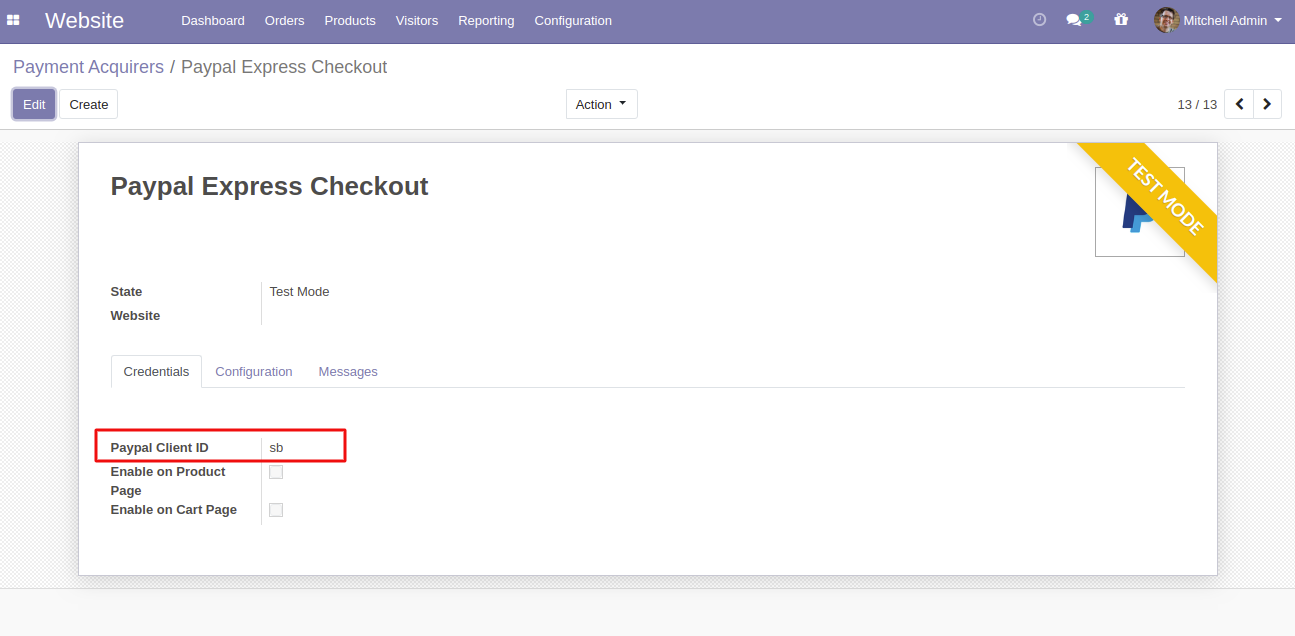 Website Dashboard Orders Products Visitors Reporting Configuration 2 Mitchell Admin
Payment Acquirers / Paypal Express Checkout
Edit Create Action 13 / 13
TEST MODE
Paypal Express Checkout
State Test Mode
Website
Credentials Configuration Messages
Paypal Client ID sb
Enable on Product
Page
Enable on Cart Page